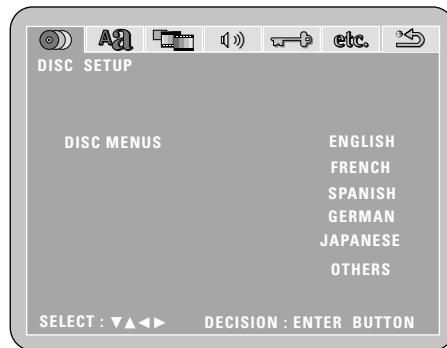 Aa etc.
DISC SETUP
DISC MENUS ENGLISH
FRENCH
SPANISH
GERMAN
JAPANESE
OTHERS
SELECT : ▼▲◄► DECISION : ENTER BUTTON